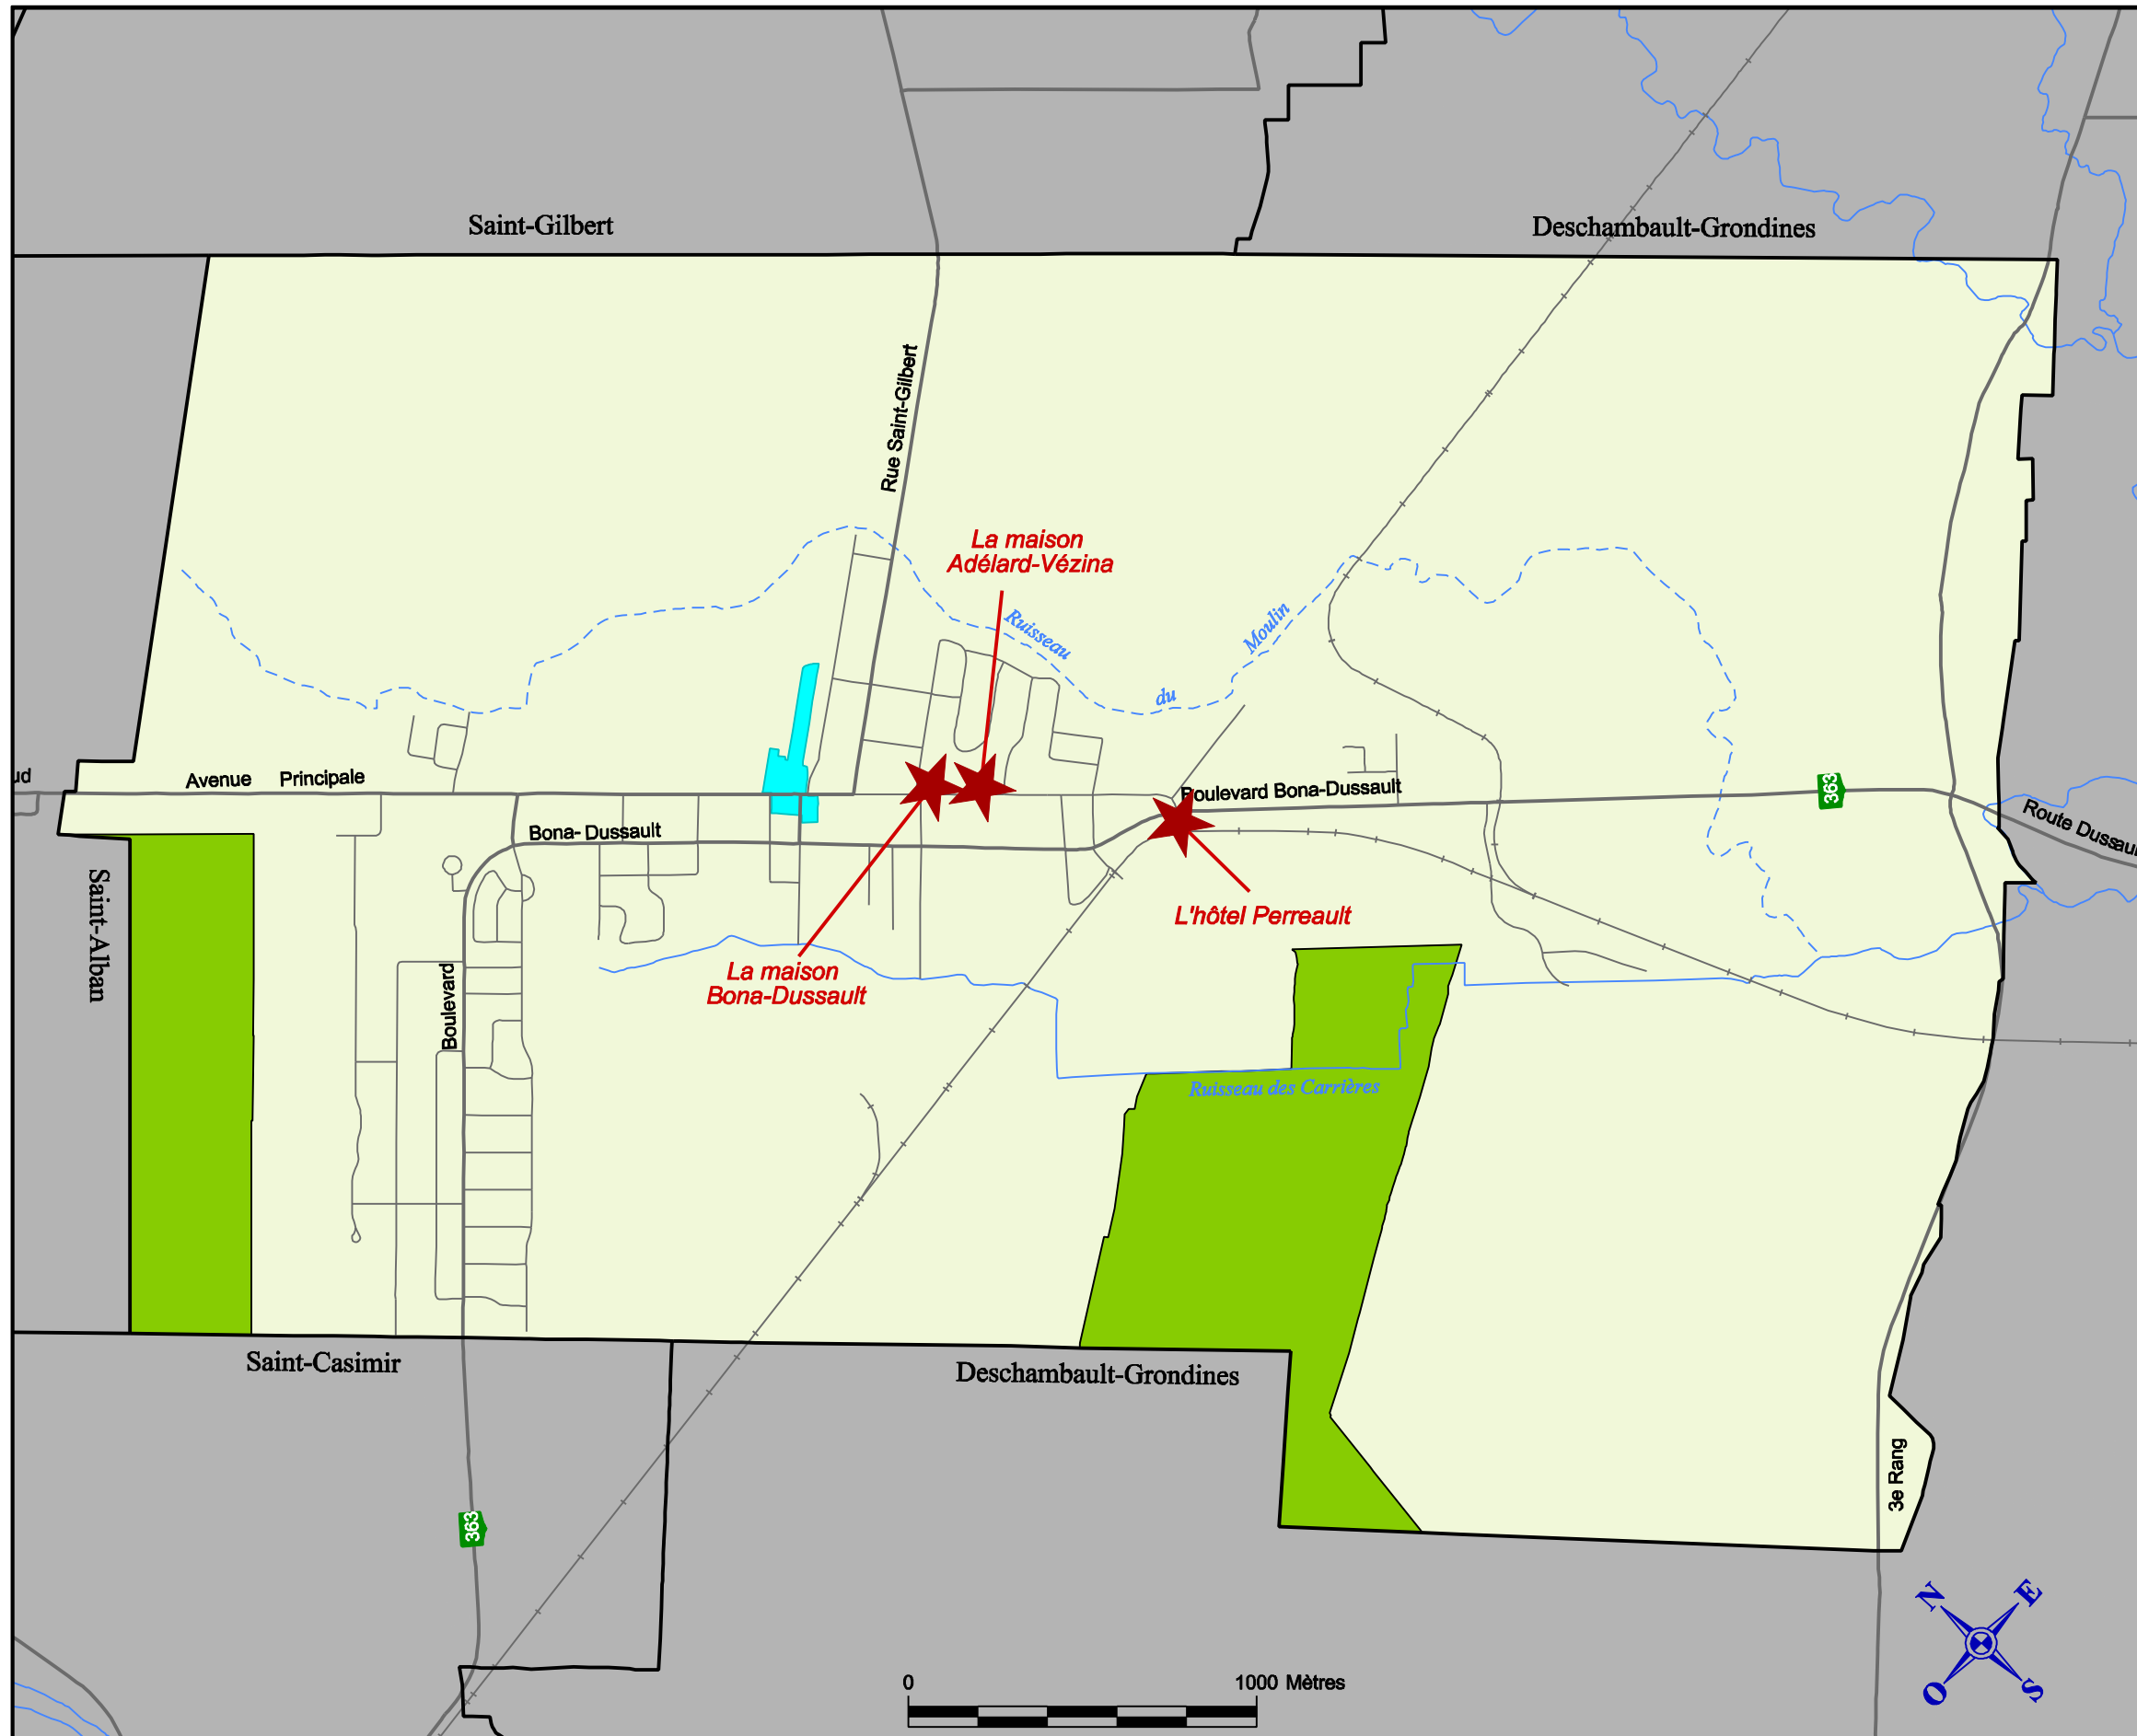 Saint-Gilbert
Deschambault-Grondines
Rue Saint-Gilbert
La maison
Adélard-Vézina
Ruisseau
du
Moulin
ud
Avenue Principale
Boulevard Bona-Dussault
363
Route Dussault
Bona-Dussault
Saint-Alban
L'hôtel Perreault
La maison
Bona-Dussault
Boulevard
Ruisseau des Carrières
Saint-Casimir
Deschambault-Grondines
3e Rang
363
N
E
O
S
0
1000 Mètres